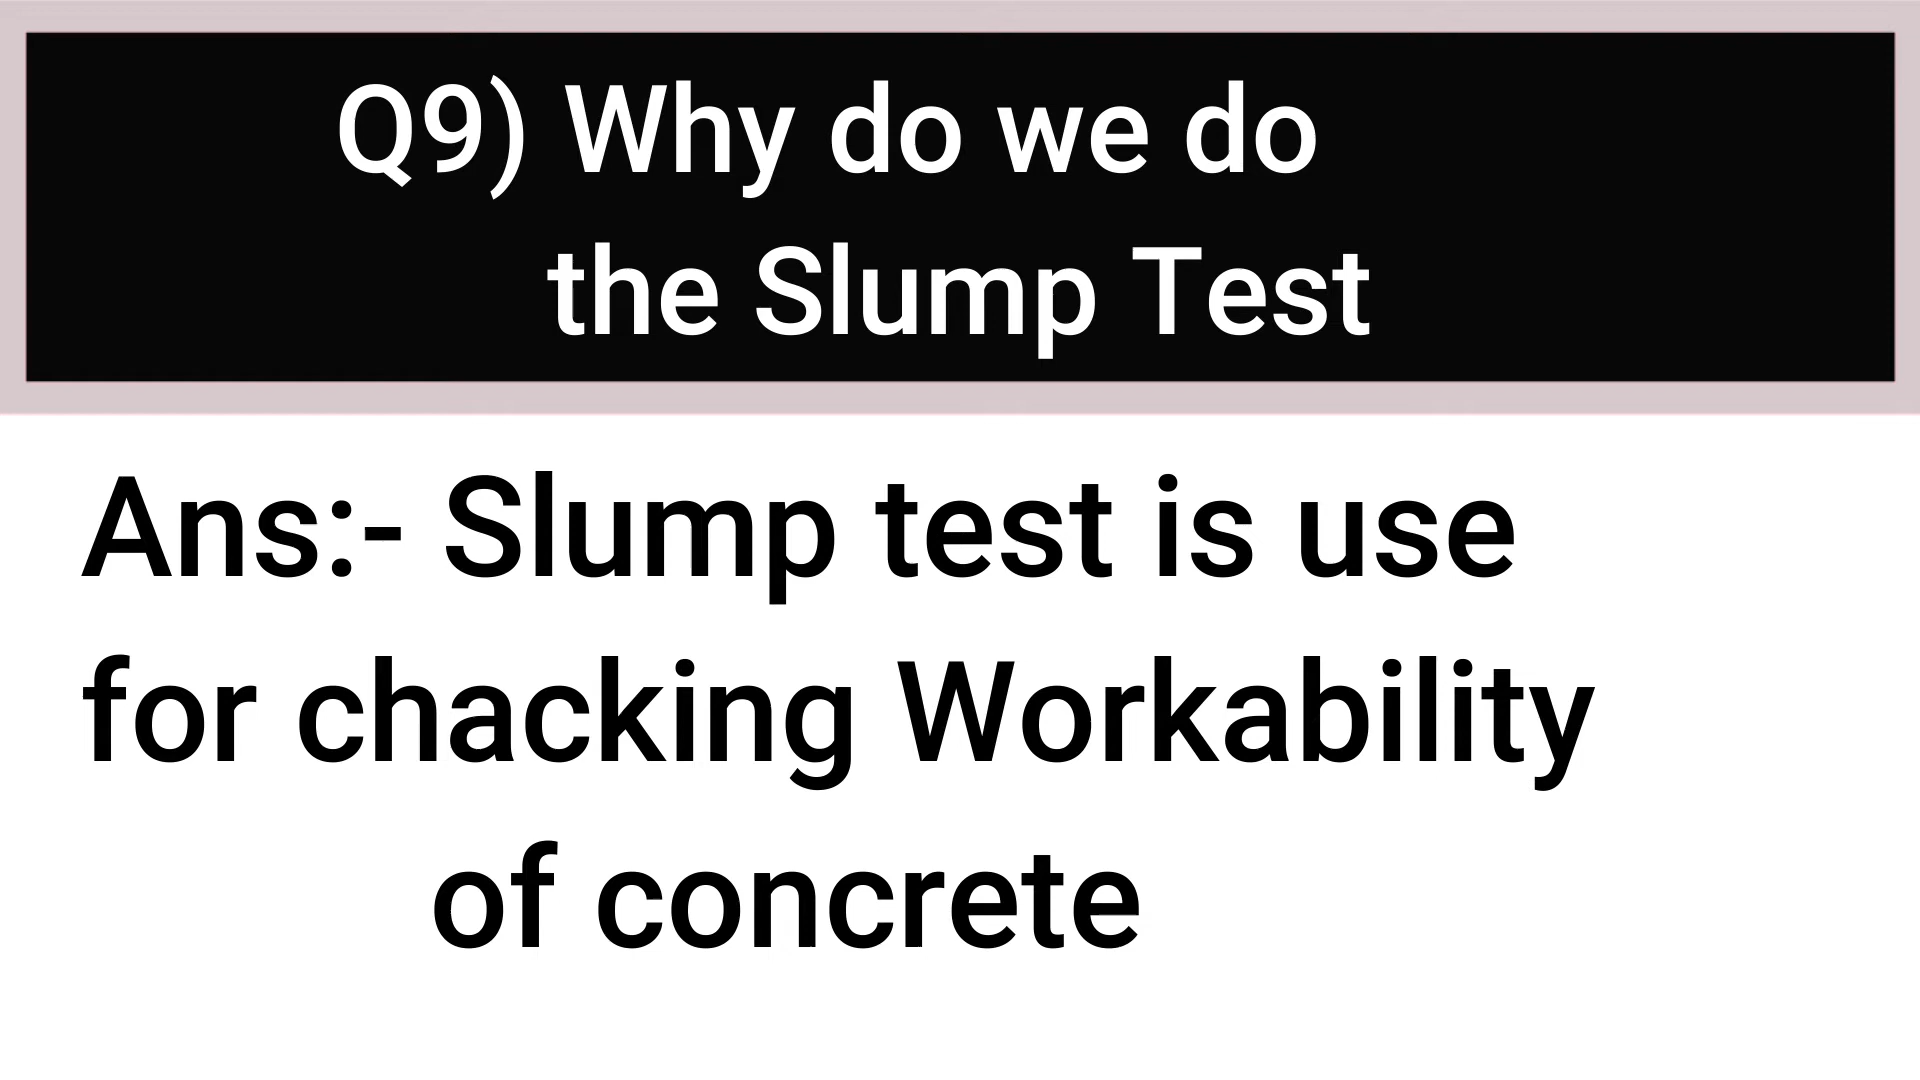 Q9) Why do we do
the Slump Test
Ans:- Slump test is use
for chacking Workability
of concrete